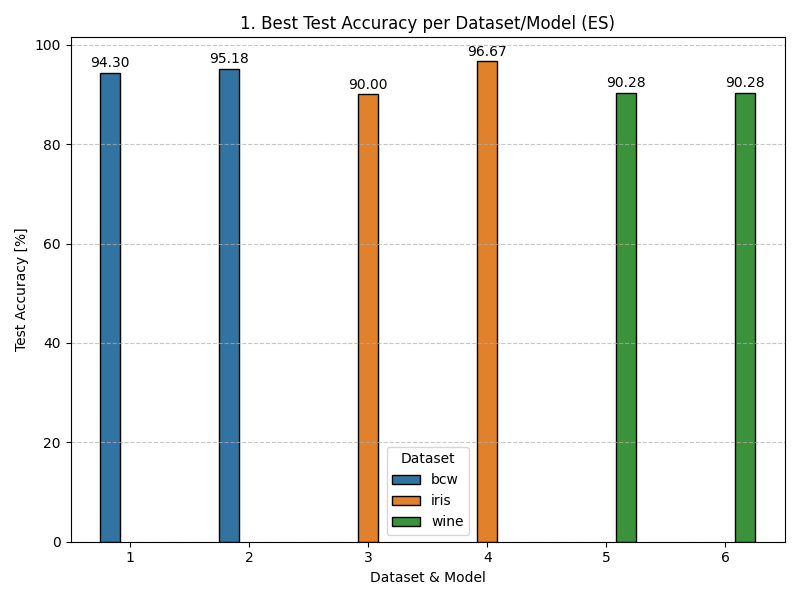 1. Best Test Accuracy per Dataset/Model (ES)
Test Accuracy [%]
100
80
60
40
20
0
94.30
95.18
90.00
96.67
90.28
90.28
Dataset
bcw
iris
wine
1
2
3
4
5
6
Dataset & Model